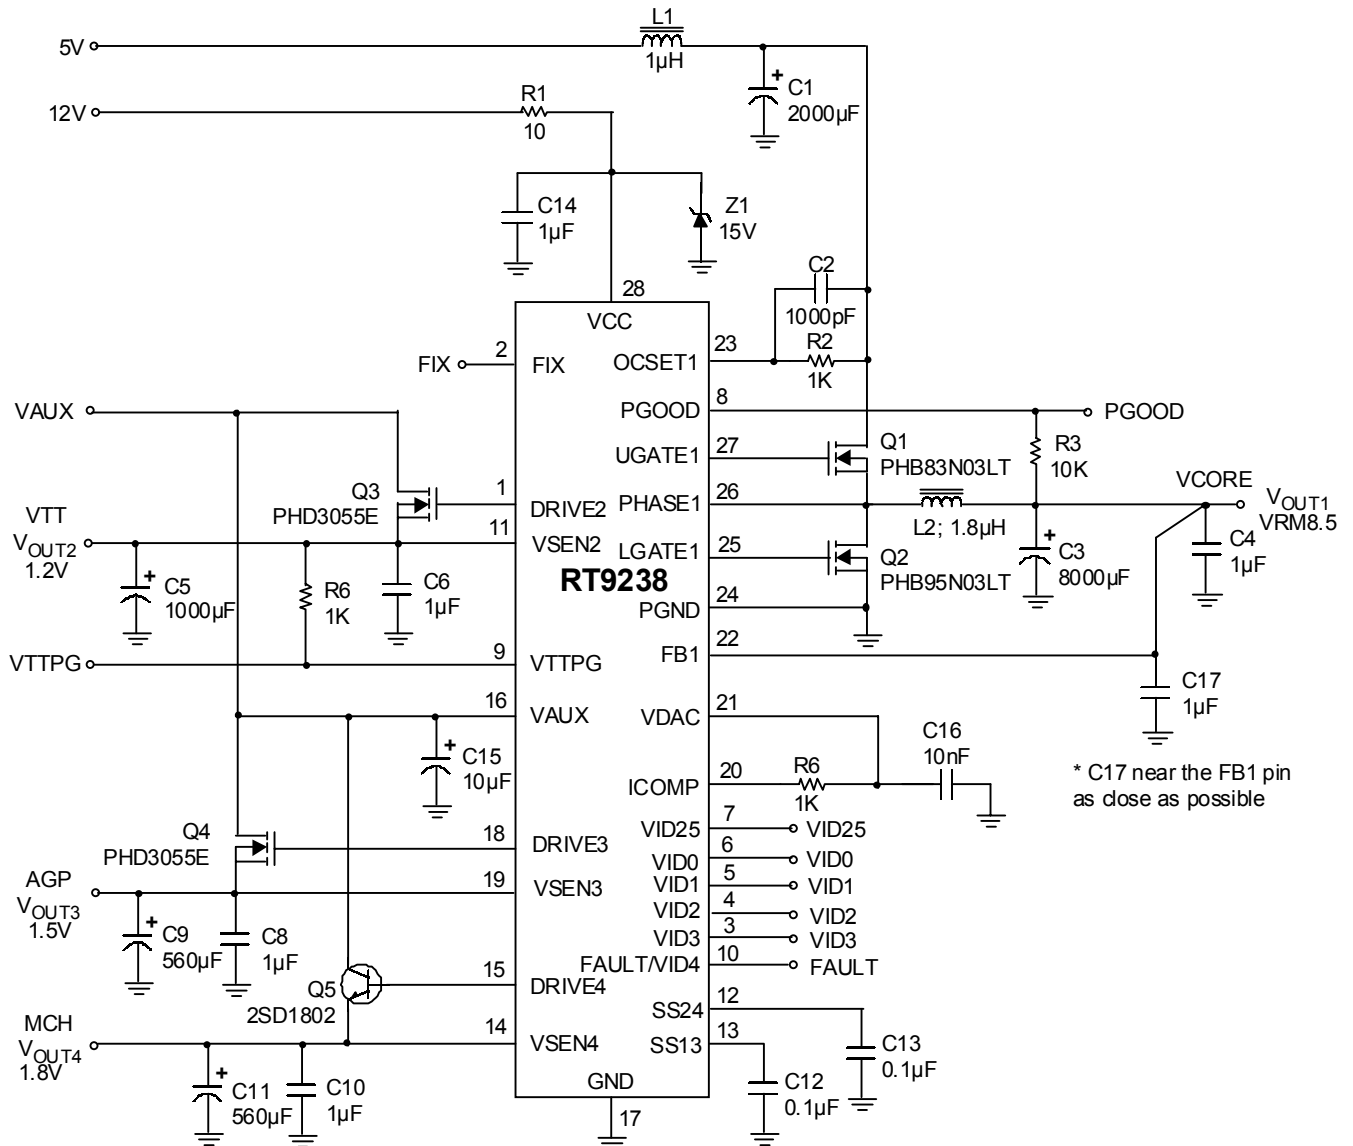 L1
5V
1µH
+
C1
2000µF
12V
R1
10
C14
1µF
Z1
15V
C2
1000pF
28
VCC
23
OCSET1
R2
1K
2
FIX
FIX
VAUX
8
PGOOD
PGOOD
27
UGATE1
Q1
PHB83N03LT
R3
10K
Q3
PHD3055E
1
DRIVE2
26
PHASE1
L2; 1.8µH
VCORE
VOUT1
VRM8.5
VTT
VOUT2
1.2V
11
VSEN2
25
LGATE1
Q2
PHB95N03LT
+
C3
8000µF
C4
1µF
RT9238
+
C5
1000µF
R6
1K
C6
1µF
24
PGND
22
FB1
VTTPG
9
VTTPG
C17
1µF
16
VAUX
21
VDAC
C16
10nF
+
C15
10µF
20
ICOMP
R6
1K
* C17 near the FB1 pin
as close as possible
7
VID25
VID25
Q4
PHD3055E
18
DRIVE3
6
VID0
VID0
5
VID1
VID1
AGP
VOUT3
1.5V
19
VSEN3
4
VID2
VID2
3
VID3
VID3
+
C9
560µF
C8
1µF
10
FAULT/VID4
FAULT
Q5
2SD1802
15
DRIVE4
12
SS24
C13
0.1µF
MCH
VOUT4
1.8V
14
VSEN4
13
SS13
C12
0.1µF
+
C11
560µF
C10
1µF
GND
17